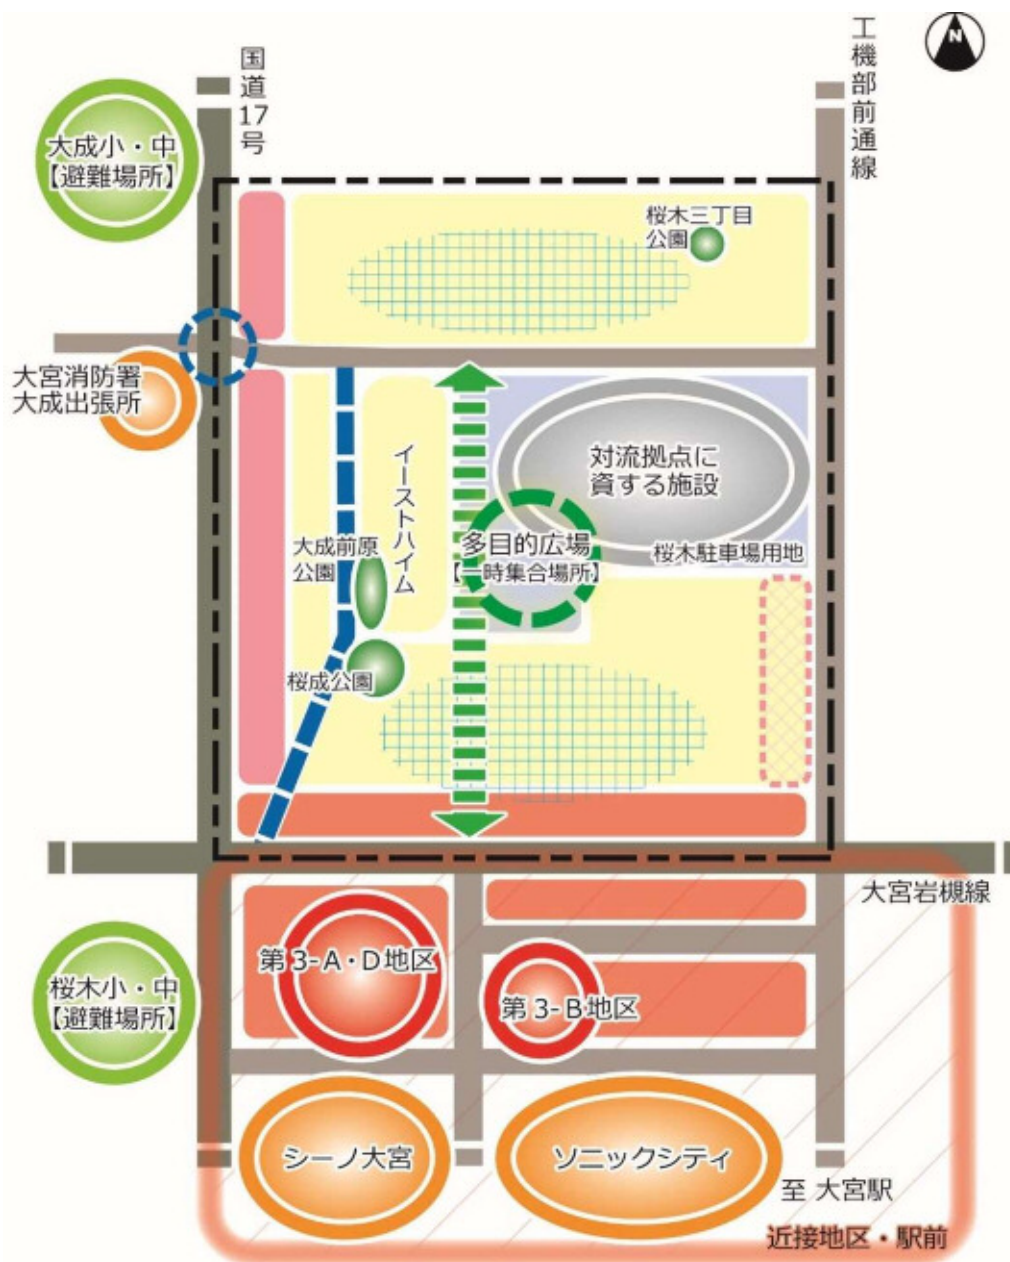 N
国道17号
工機部前通線
大成小・中
【避難場所】
桜木三丁目
公園
大宮消防署
大成出張所
イーストハイム
対流拠点に
資する施設
大成前原
公園
多目的広場
【一時集合場所】
桜木駐車場用地
桜成公園
大宮岩槻線
第3-A・D地区
桜木小・中
【避難場所】
第3-B地区
シーノ大宮
ソニックシティ
至 大宮駅
近接地区・駅前